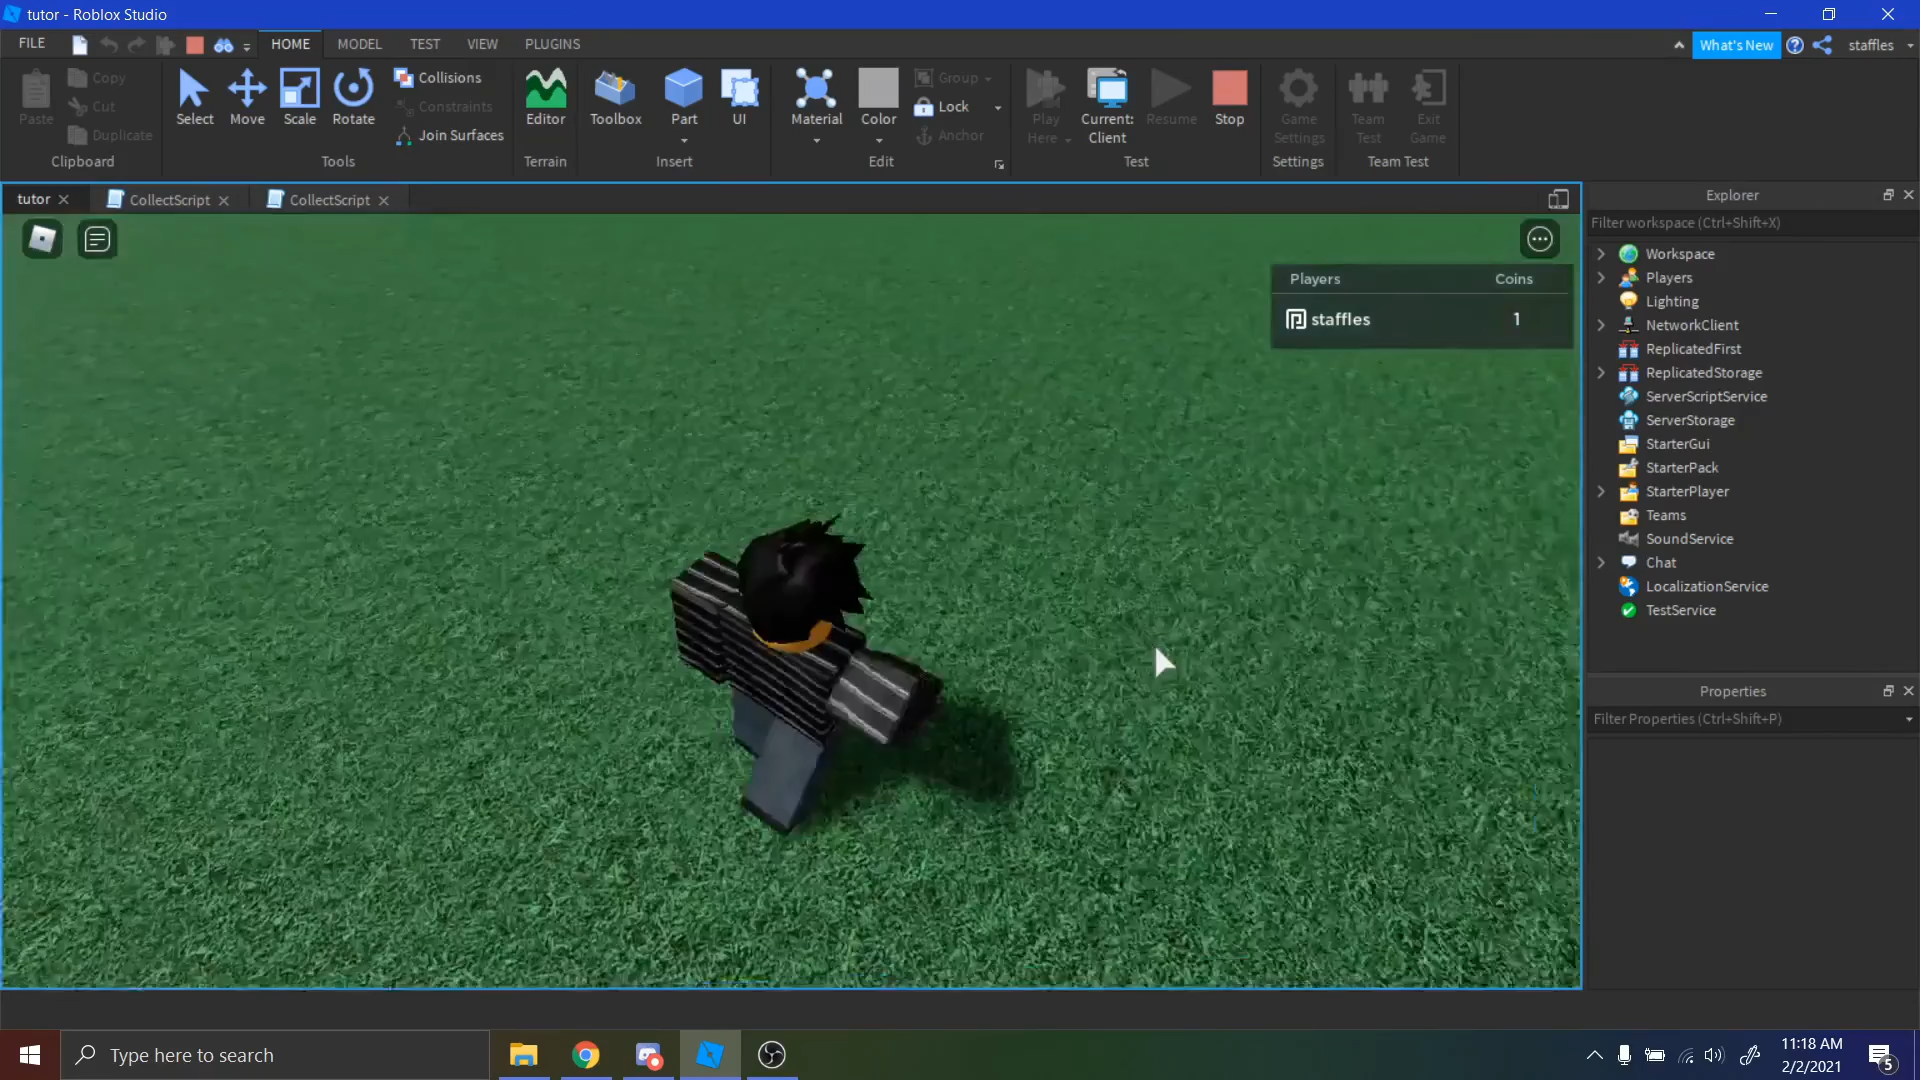 tutor - Roblox Studio
FILE HOME MODEL TEST VIEW PLUGINS What's New staffles
Paste Copy Cut Duplicate Clipboard
Select Move Scale Rotate Collisions Constraints Join Surfaces Tools
Editor Terrain
Toolbox Part UI Insert
Material Color Group Lock Anchor Edit
Play Here Current: Client Resume Stop Test
Game Settings Settings
Team Test Exit Game Team Test
tutor CollectScript CollectScript
Players Coins
staffles 1
Explorer
Filter workspace (Ctrl+Shift+X)
Workspace
Players
Lighting
NetworkClient
ReplicatedFirst
ReplicatedStorage
ServerScriptService
ServerStorage
StarterGui
StarterPack
StarterPlayer
Teams
SoundService
Chat
LocalizationService
TestService
Properties
Filter Properties (Ctrl+Shift+P)
Type here to search
11:18 AM
2/2/2021
5